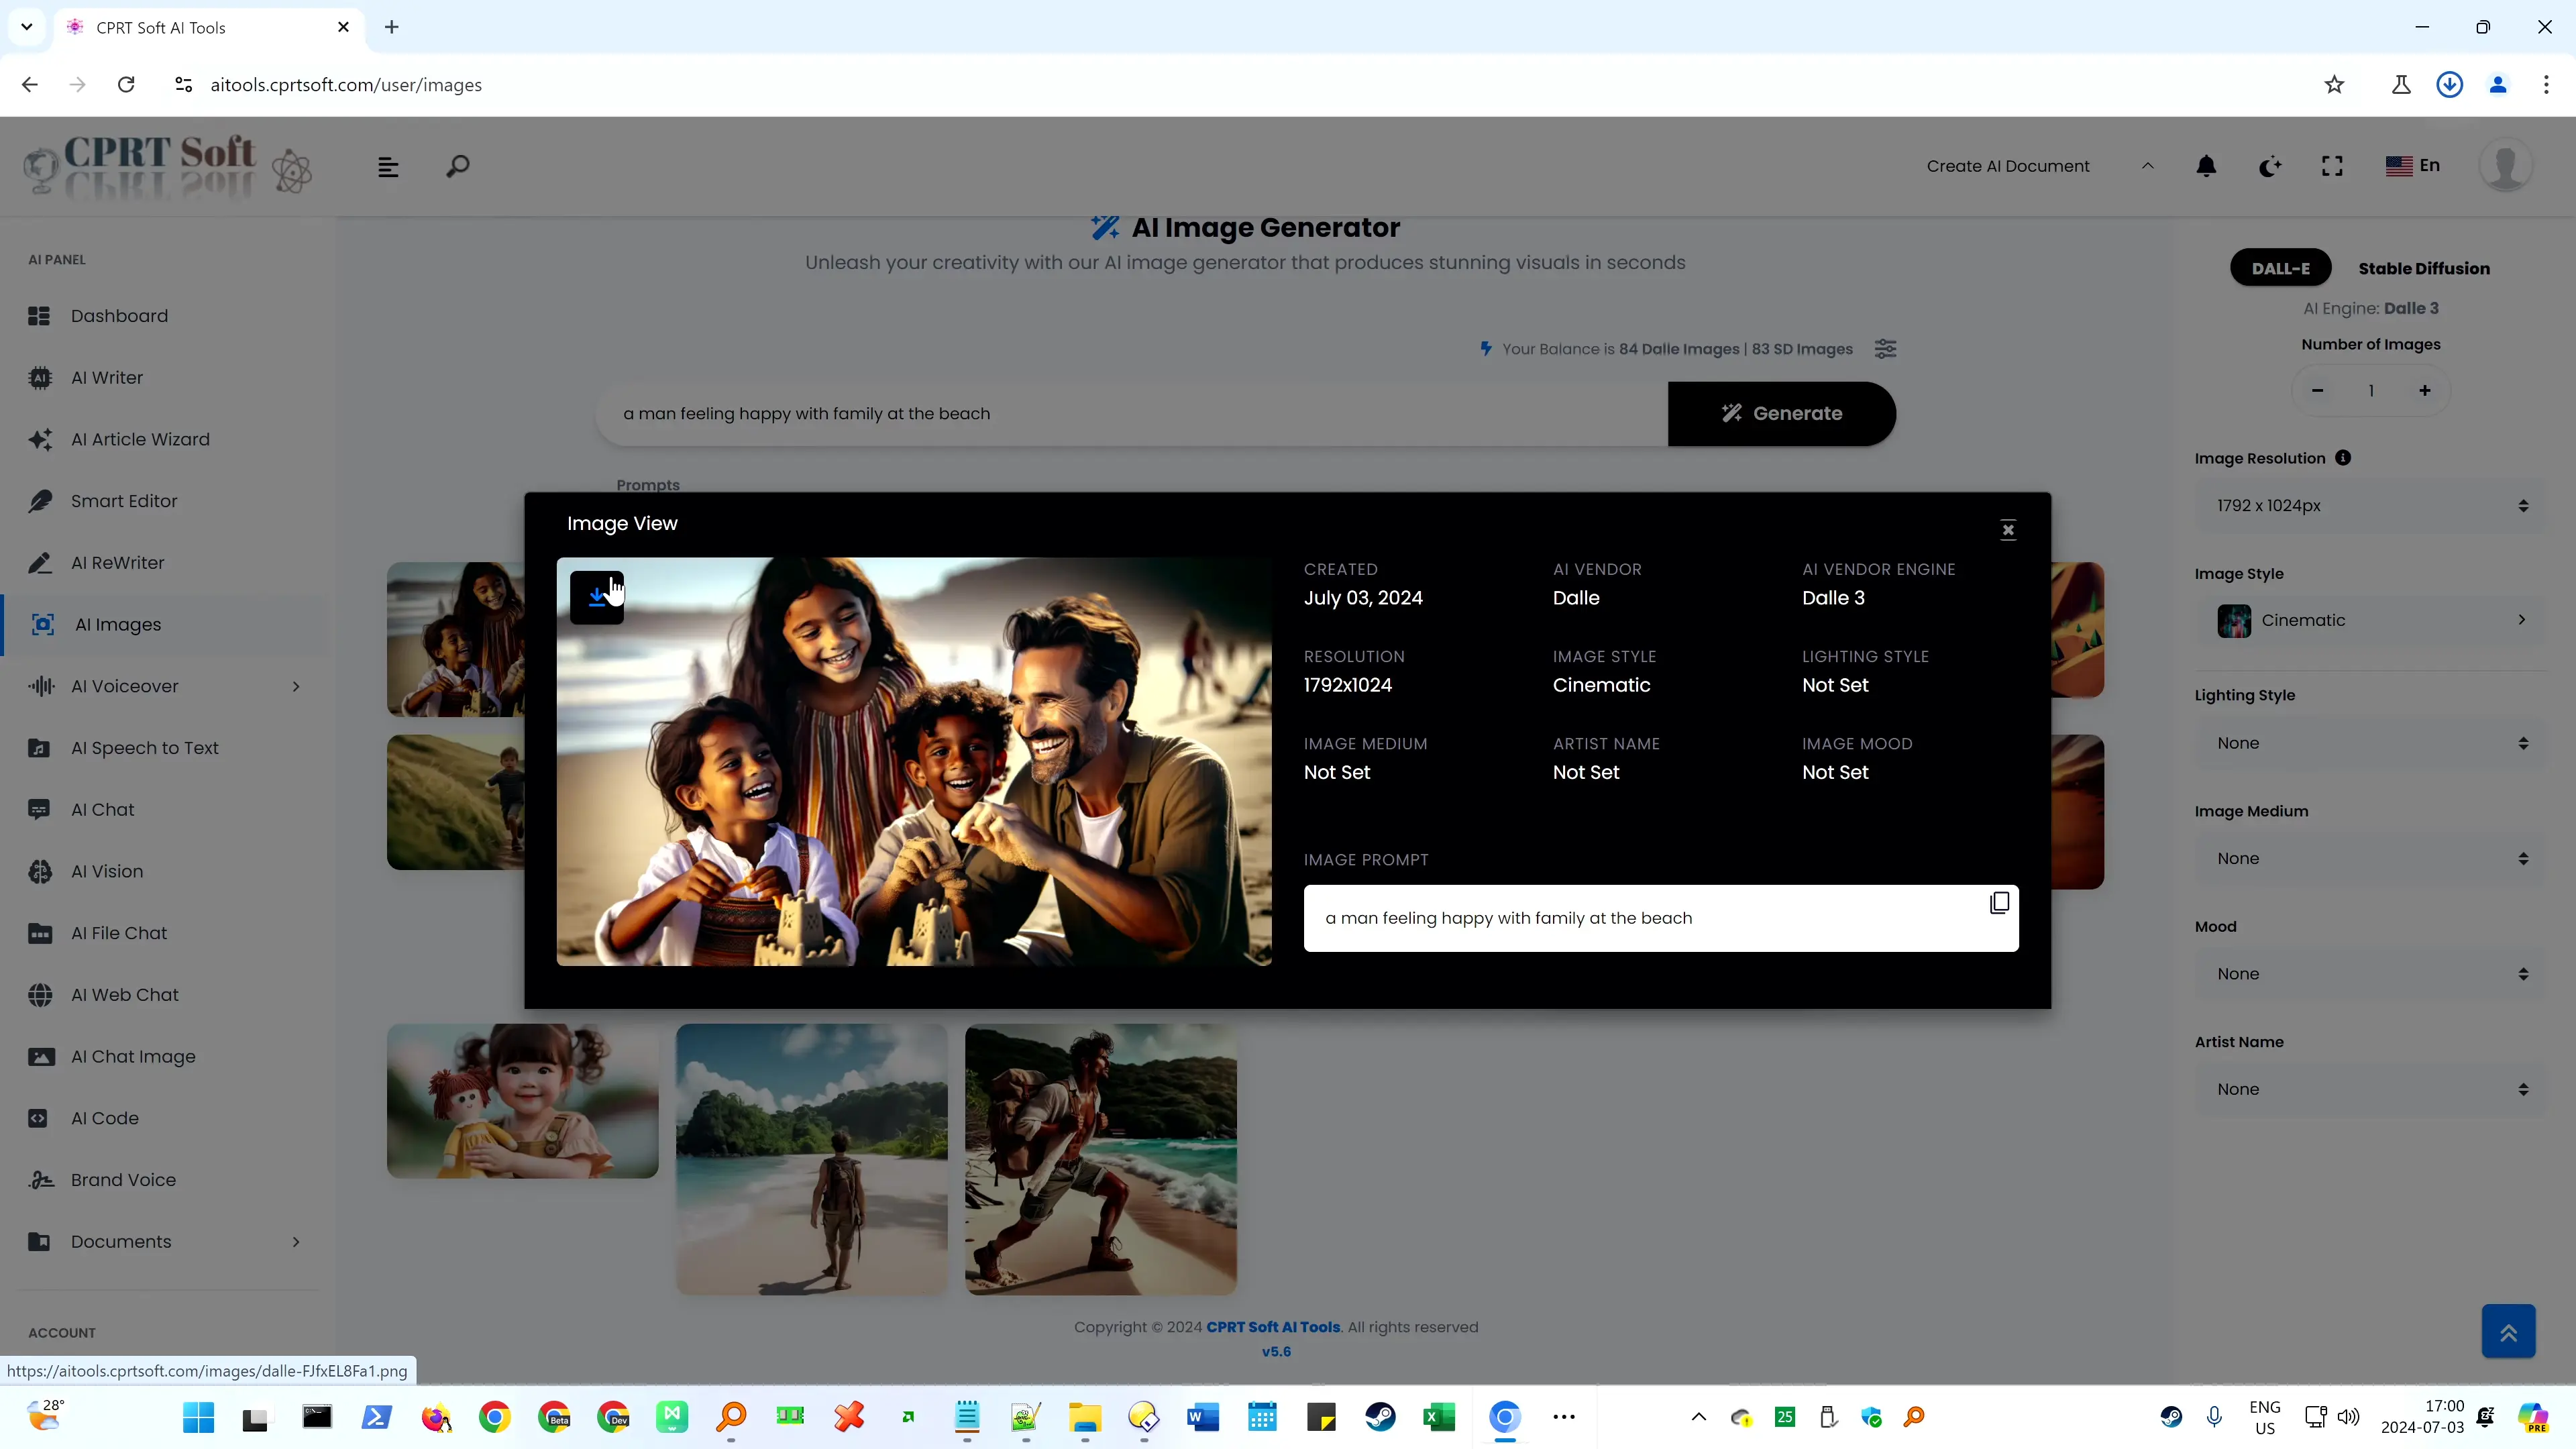 CPRT Soft AI Tools
aitools.cprtsoft.com/user/images
CPRT Soft
Create AI Document
En
AI PANEL
Dashboard
AI Writer
AI Article Wizard
Smart Editor
AI ReWriter
AI Images
AI Voiceover
AI Speech to Text
AI Chat
AI Vision
AI File Chat
AI Web Chat
AI Chat Image
AI Code
Brand Voice
Documents
ACCOUNT
AI Image Generator
Unleash your creativity with our AI image generator that produces stunning visuals in seconds
Your Balance is 84 Dalle Images | 83 SD Images
a man feeling happy with family at the beach
Generate
Prompts
Image View
CREATED
July 03, 2024
AI VENDOR
Dalle
AI VENDOR ENGINE
Dalle 3
RESOLUTION
1792x1024
IMAGE STYLE
Cinematic
LIGHTING STYLE
Not Set
IMAGE MEDIUM
Not Set
ARTIST NAME
Not Set
IMAGE MOOD
Not Set
IMAGE PROMPT
a man feeling happy with family at the beach
DALL-E
Stable Diffusion
AI Engine: Dalle 3
Number of Images
1
Image Resolution
1792 x 1024px
Image Style
Cinematic
Lighting Style
None
Image Medium
None
Mood
None
Artist Name
None
Copyright © 2024 CPRT Soft AI Tools. All rights reserved
v5.6
https://aitools.cprtsoft.com/images/dalle-FJfxEL8Fa1.png
28°
Beta
Dev
25
ENG
US
17:00
2024-07-03
PRE